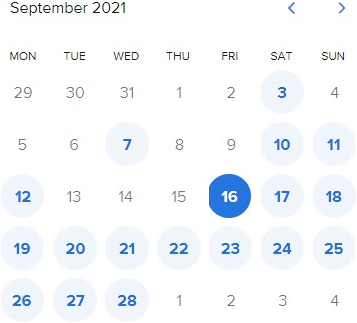 September 2021
MON TUE WED THU FRI SAT SUN
29 30 31 1 2 3 4
5 6 7 8 9 10 11
12 13 14 15 16 17 18
19 20 21 22 23 24 25
26 27 28 1 2 3 4